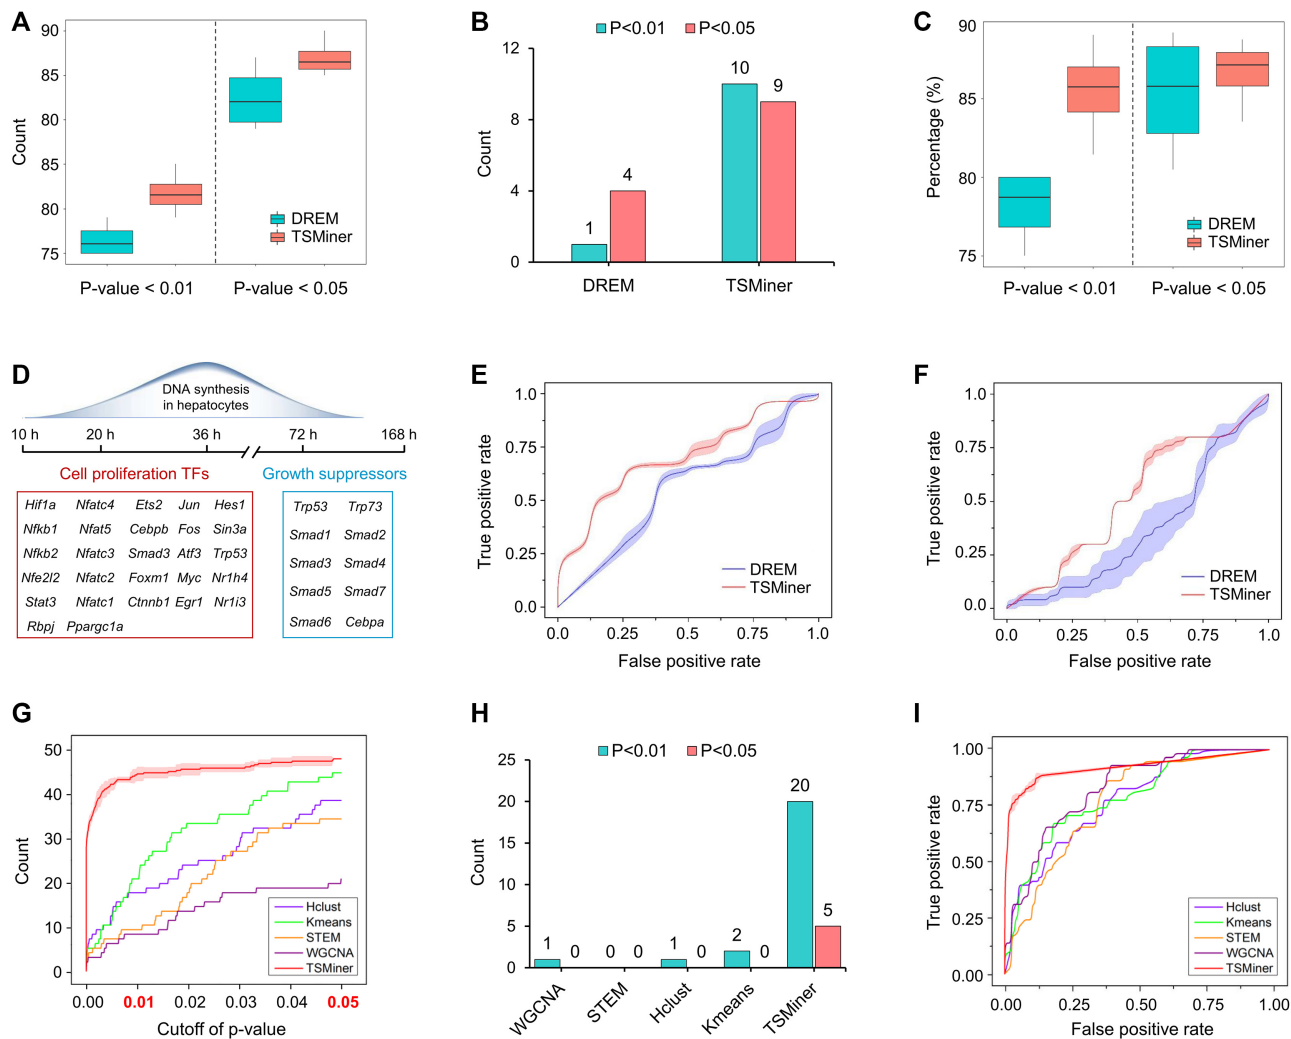 A
Count
90
85
80
85
80
75
DREM
TSMiner
P-value < 0.01
P-value < 0.05
B
P<0.01
P<0.05
Count
12
8
4
0
1
4
10
9
DREM
TSMiner
C
Percentage (%)
90
85
80
75
DREM
TSMiner
P-value < 0.01
P-value < 0.05
D
DNA synthesis
in hepatocytes
10 h 20 h 36 h 72 h 168 h
Cell proliferation TFs
Hif1a Nfatc4 Ets2 Jun Hes1
Nfkb1 Nfat5 Cebpb Fos Sin3a
Nfkb2 Nfatc3 Smad3 Atf3 Trp53
Nfe2l2 Nfatc2 Foxm1 Myc Nr1h4
Stat3 Nfatc1 Ctnnb1 Egr1 Nr1i3
Rbpj Ppargc1a
Growth suppressors
Trp53 Trp73
Smad1 Smad2
Smad3 Smad4
Smad5 Smad7
Smad6 Cebpa
E
True positive rate
1.0
0.75
0.5
0.25
0.0
DREM
TSMiner
0.0 0.25 0.5 0.75 1.0
False positive rate
F
True positive rate
1.0
0.75
0.5
0.25
0.0
DREM
TSMiner
0.0 0.25 0.5 0.75 1.0
False positive rate
G
Count
50
40
30
20
10
0
Hclust
Kmeans
STEM
WGCNA
TSMiner
0.00 0.01 0.02 0.03 0.04 0.05
Cutoff of p-value
H
P<0.01
P<0.05
Count
25
20
15
10
5
0
1 0 0 0 1 0 2 0 20 5
WGCNA
STEM
Hclust
Kmeans
TSMiner
I
True positive rate
1.00
0.75
0.50
0.25
0.00
Hclust
Kmeans
STEM
WGCNA
TSMiner
0.00 0.25 0.50 0.75 1.00
False positive rate